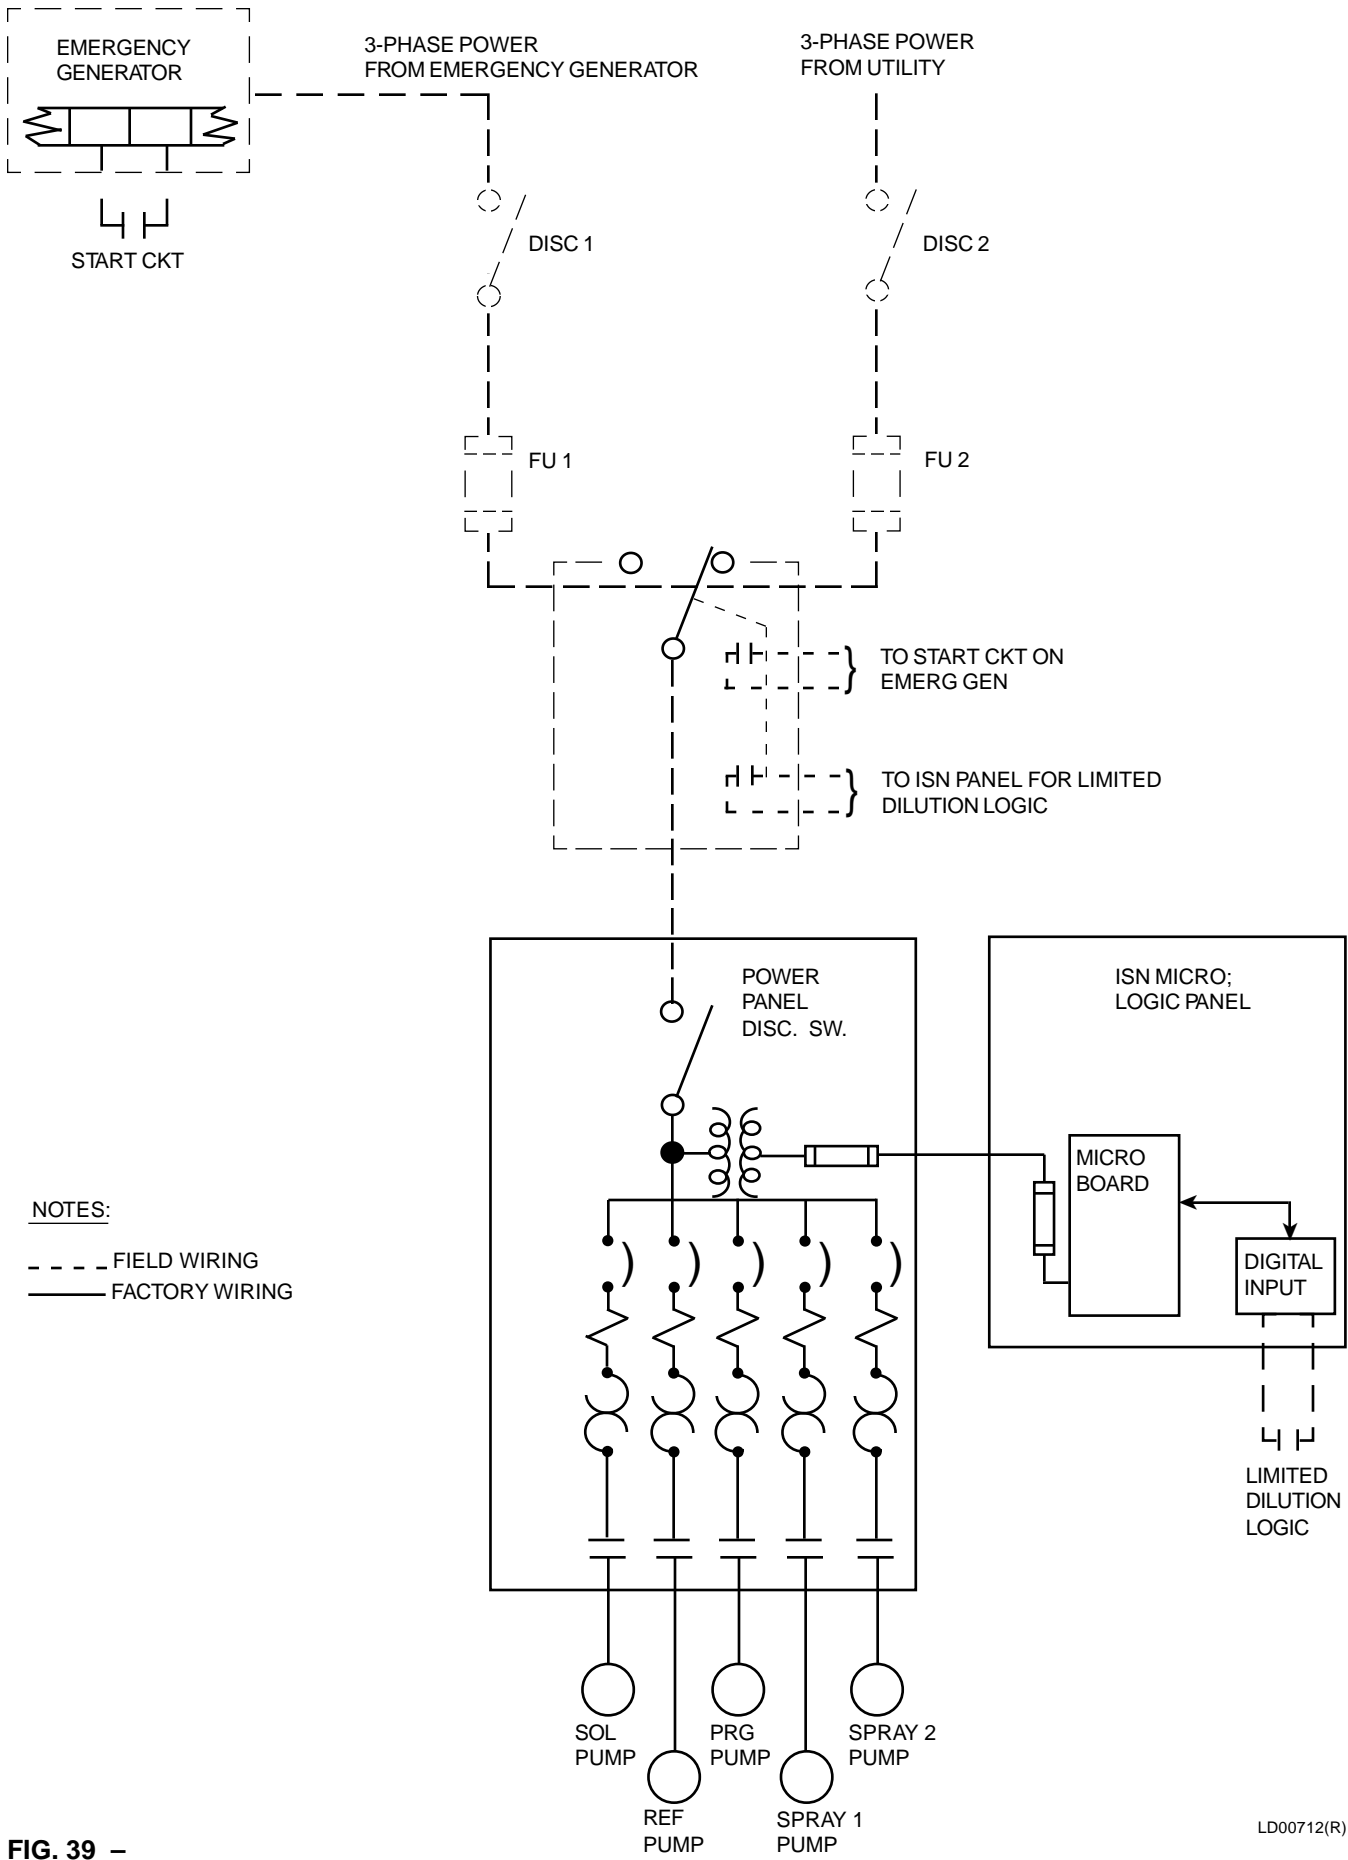 EMERGENCY
GENERATOR
3-PHASE POWER
FROM EMERGENCY GENERATOR
3-PHASE POWER
FROM UTILITY
START CKT
DISC 1
DISC 2
FU 1
FU 2
TO START CKT ON
EMERG GEN
TO ISN PANEL FOR LIMITED
DILUTION LOGIC
POWER
PANEL
DISC. SW.
ISN MICRO;
LOGIC PANEL
MICRO
BOARD
DIGITAL
INPUT
LIMITED
DILUTION
LOGIC
NOTES:
FIELD WIRING
FACTORY WIRING
SOL
PUMP
REF
PUMP
PRG
PUMP
SPRAY 1
PUMP
SPRAY 2
PUMP
LD00712(R)
FIG. 39 –